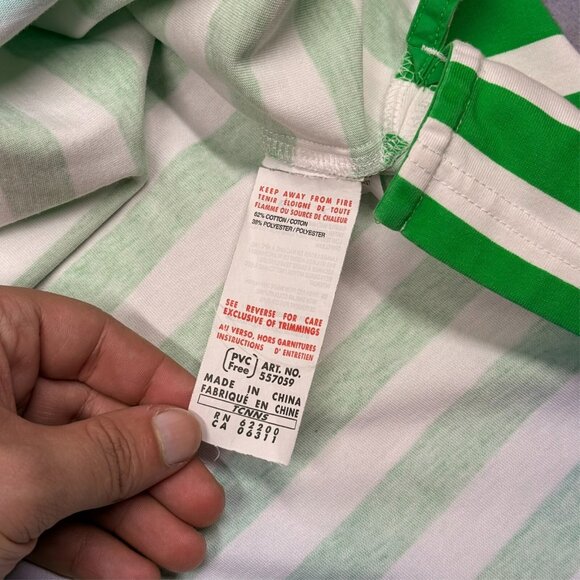 KEEP AWAY FROM FIRE
TENIR ÉLOIGNÉ DE TOUTE
FLAMME OU SOURCE DE CHALEUR
62% COTTON / COTON
38% POLYESTER / POLYESTER
SEE REVERSE FOR CARE
EXCLUSIVE OF TRIMMINGS
AU VERSO, HORS GARNITURES
INSTRUCTIONS D' ENTRETIEN
(PVC Free) ART. NO. 557059
MADE IN CHINA
FABRIQUÉ EN CHINE
TCNNS
RN 62200
CA 06311